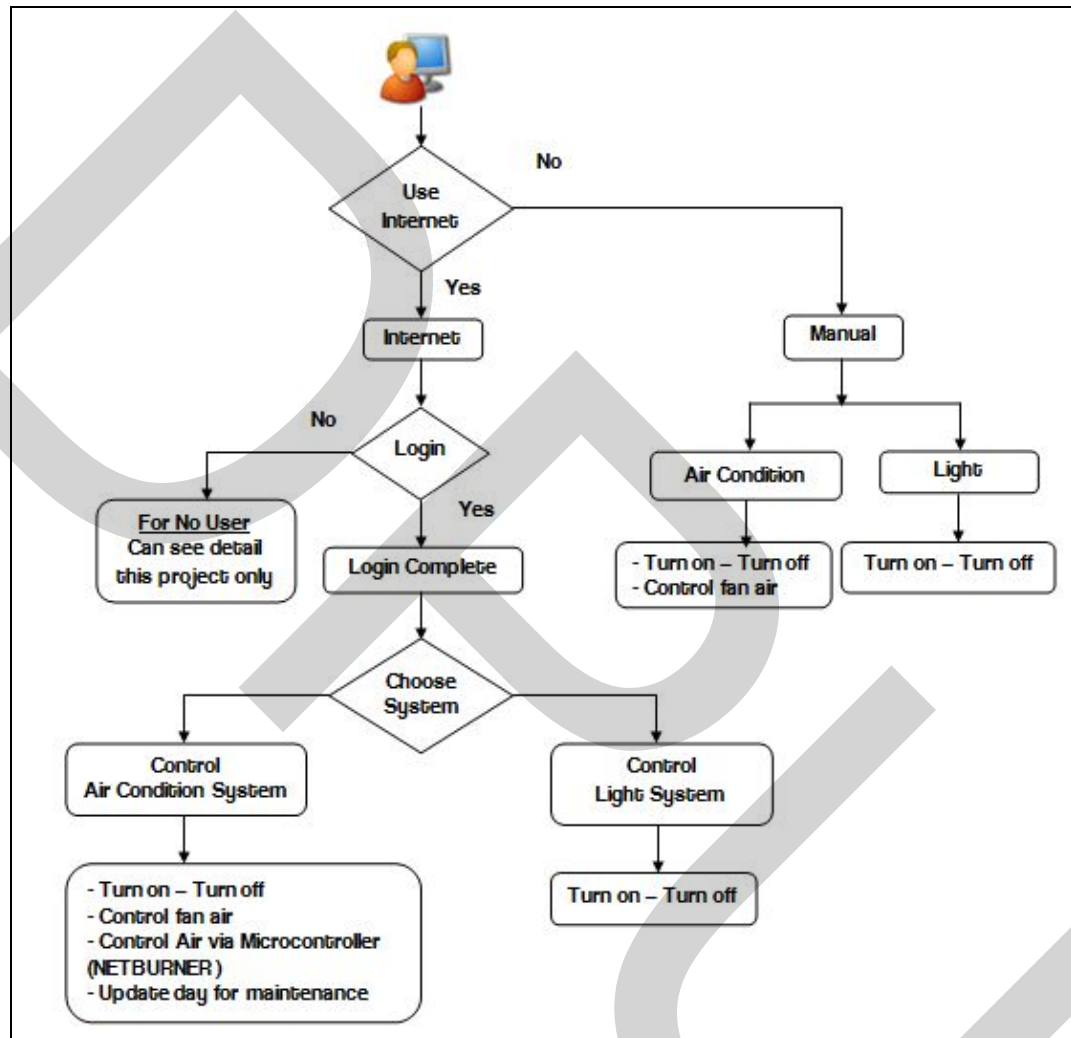 No
Use
Internet
Yes
Internet
Manual
No
Login
Air Condition
Light
Yes
For No User
Can see detail
this project only
Login Complete
- Turn on – Turn off
- Control fan air
Turn on – Turn off
Choose
System
Control
Air Condition System
Control
Light System
- Turn on – Turn off
- Control fan air
- Control Air via Microcontroller
(NETBURNER )
- Update day for maintenance
Turn on – Turn off